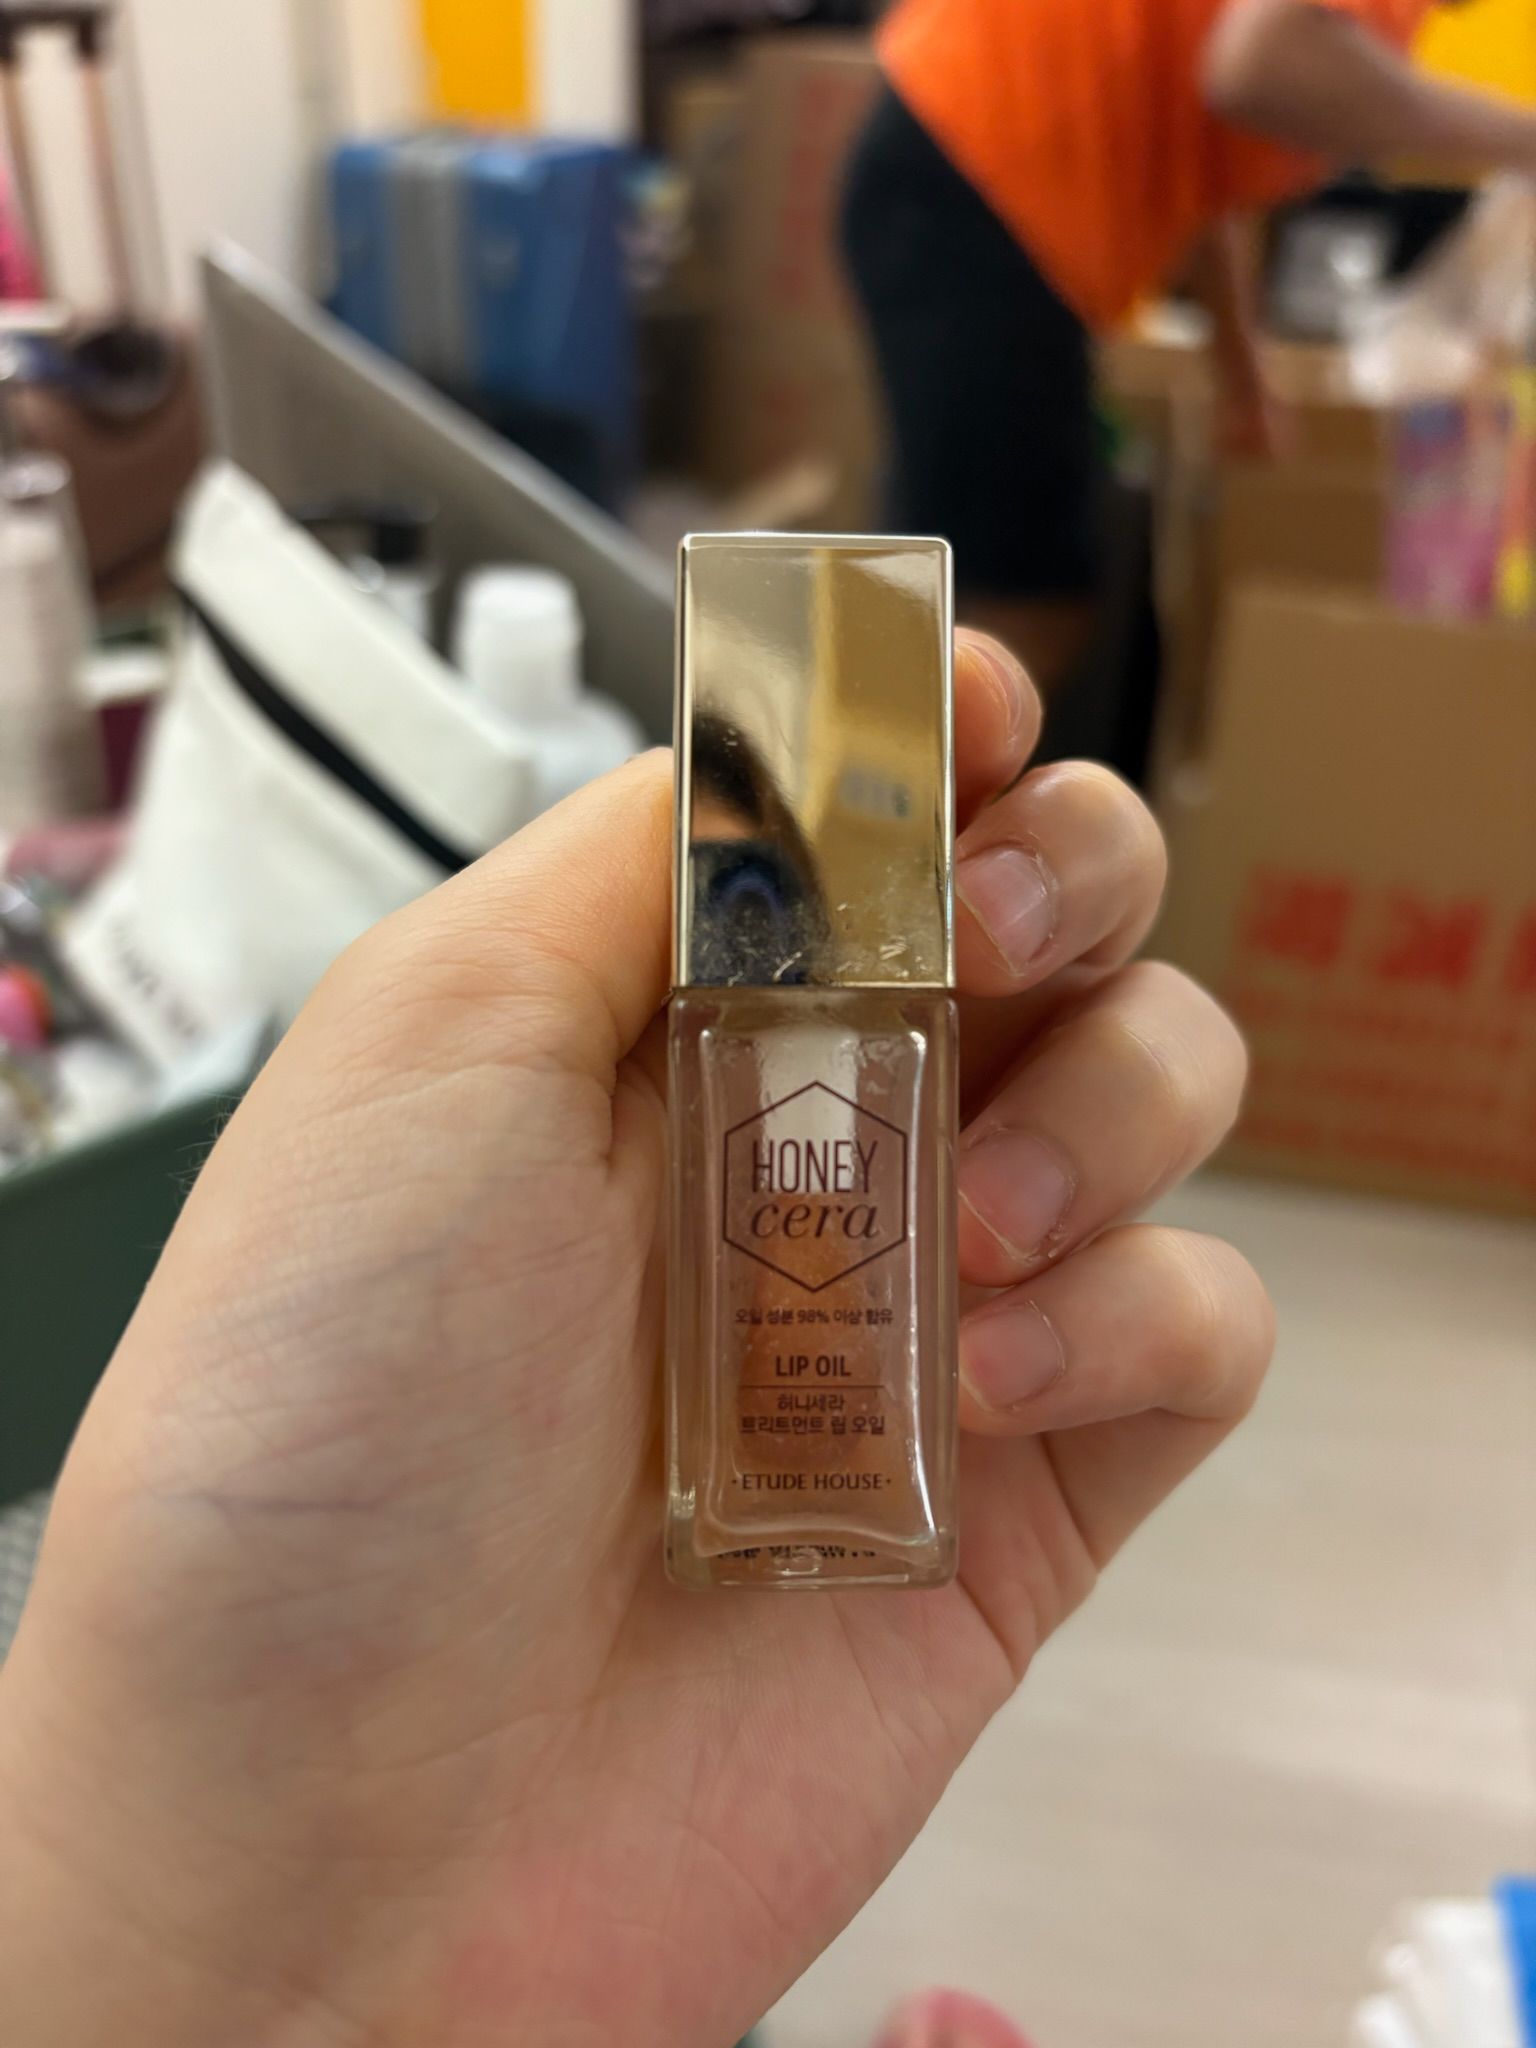 HONEY
cera
오일 성분 98% 이상 함유
LIP OIL
허니세라
트리트먼트 립 오일
·ETUDE HOUSE·